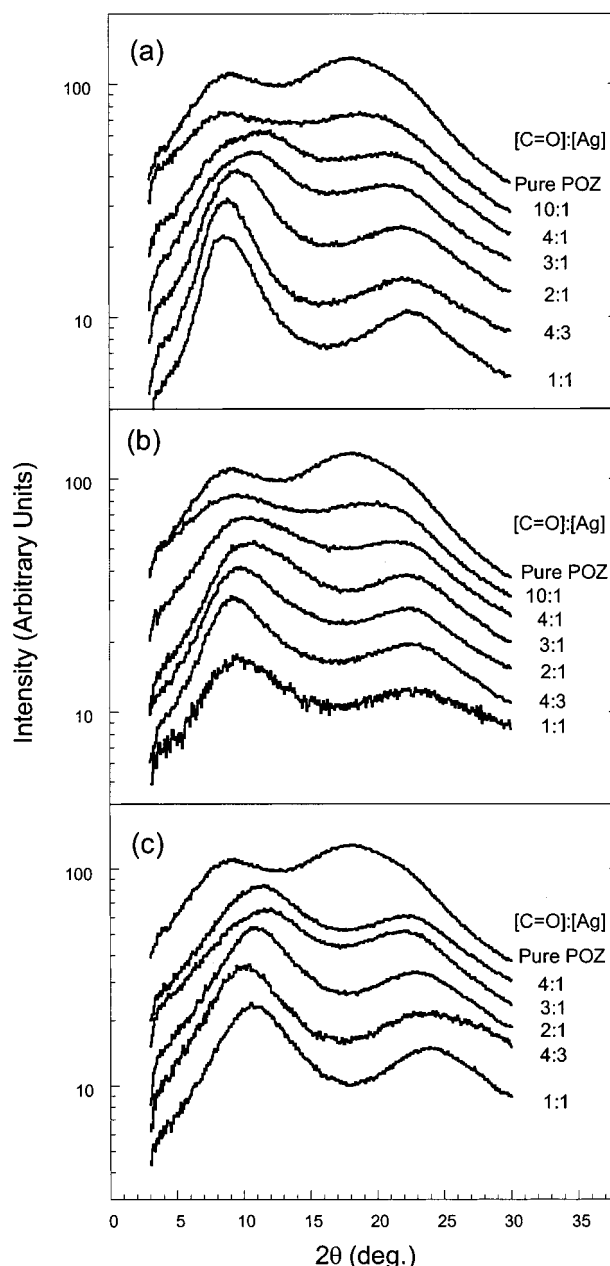 (a)
100
[C=O]:[Ag]
Pure POZ
10:1
4:1
3:1
2:1
10
4:3
1:1
(b)
100
[C=O]:[Ag]
Pure POZ
10:1
4:1
3:1
2:1
4:3
10
1:1
Intensity (Arbitrary Units)
(c)
100
[C=O]:[Ag]
Pure POZ
4:1
3:1
2:1
4:3
10
1:1
0 5 10 15 20 25 30 35
2θ (deg.)